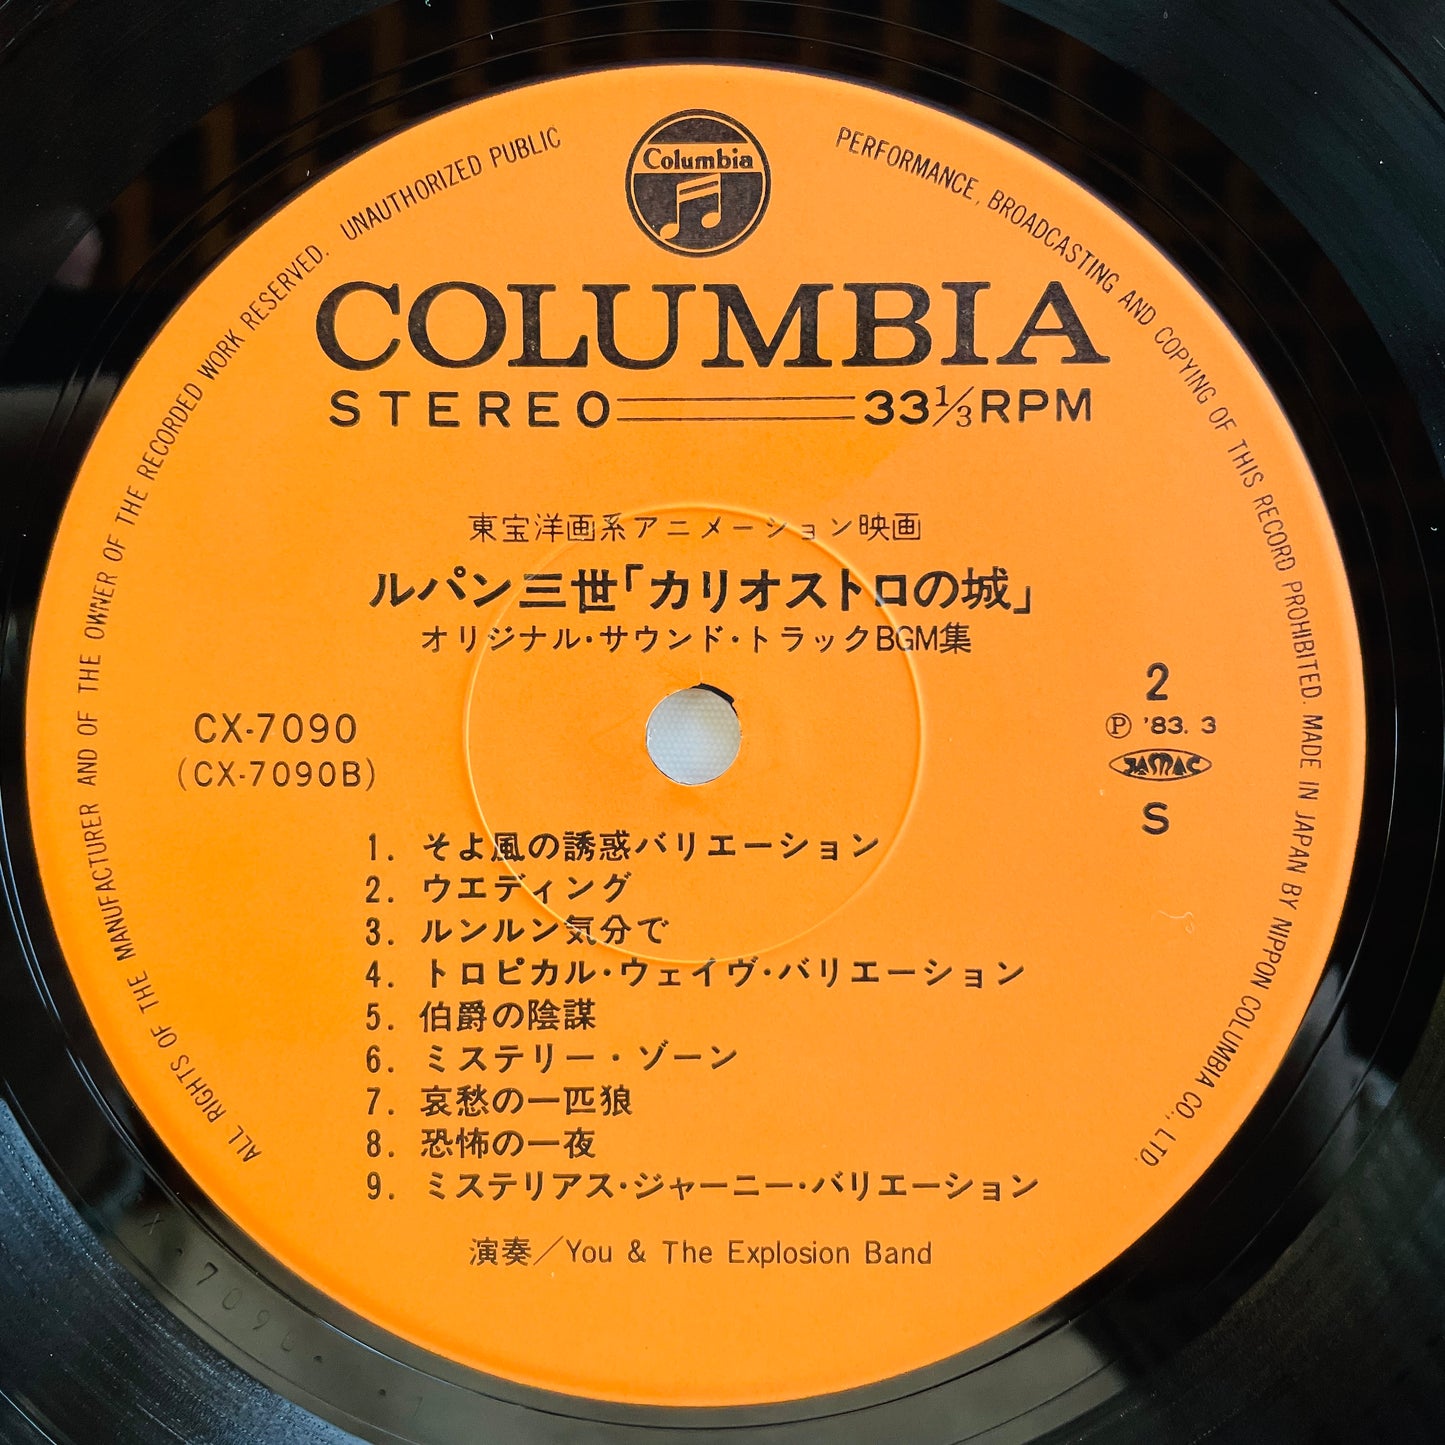 Columbia
COLUMBIA
STEREO 33⅓RPM
東宝洋画系アニメーション映画
ルパン三世「カリオストロの城」
オリジナル・サウンド・トラックBGM集
CX-7090
(CX-7090B)
2
Ⓟ '83. 3
JASRAC
S
1. そよ風の誘惑バリエーション
2. ウエディング
3. ルンルン気分で
4. トロピカル・ウェイヴ・バリエーション
5. 伯爵の陰謀
6. ミステリー・ゾーン
7. 哀愁の一匹狼
8. 恐怖の一夜
9. ミステリアス・ジャーニー・バリエーション
演奏／You & The Explosion Band
ALL RIGHTS OF THE MANUFACTURER AND OF THE OWNER OF THE RECORDED WORK RESERVED. UNAUTHORIZED PUBLIC PERFORMANCE, BROADCASTING AND COPYING OF THIS RECORD PROHIBITED. MADE IN JAPAN BY NIPPON COLUMBIA CO., LTD.